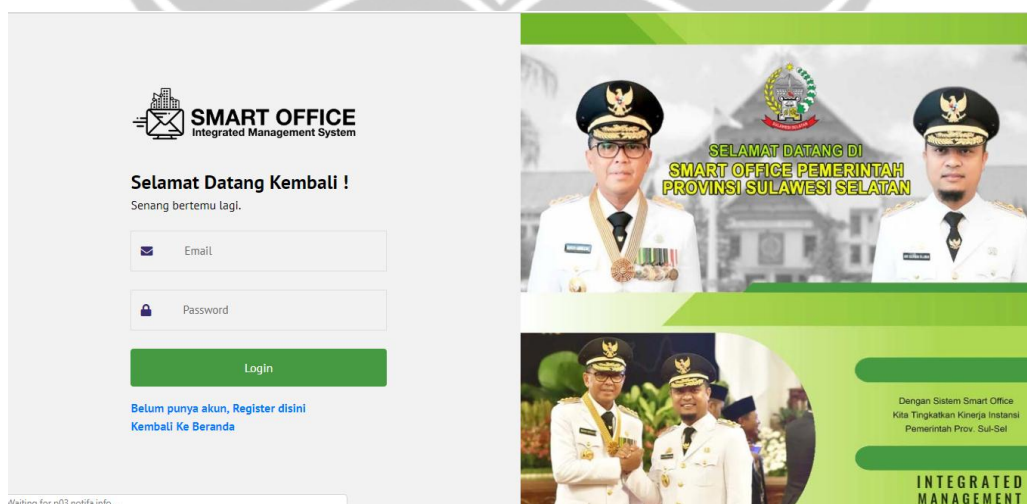 SMART OFFICE
Integrated Management System
Selamat Datang Kembali !
Senang bertemu lagi.
Email
Password
Login
Belum punya akun, Register disini
Kembali Ke Beranda
SELAMAT DATANG DI
SMART OFFICE PEMERINTAH
PROVINSI SULAWESI SELATAN
Dengan Sistem Smart Office
Kita Tingkatkan Kinerja Instansi
Pemerintah Prov. Sul-Sel
INTEGRATED
MANAGEMENT